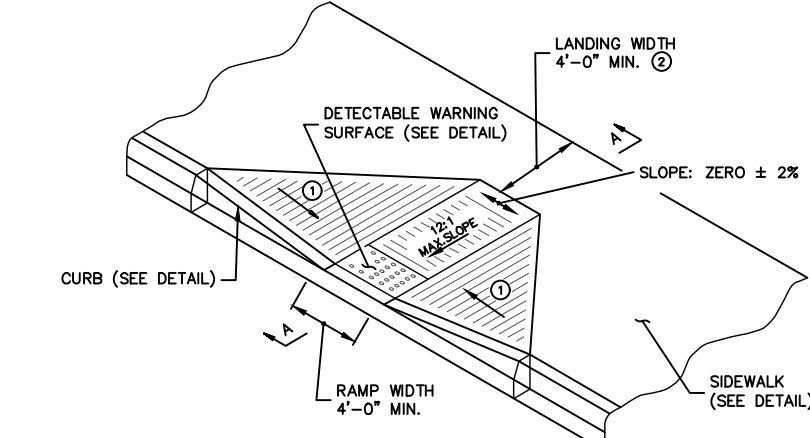 LANDING WIDTH
4'-0" MIN. ②
DETECTABLE WARNING
SURFACE (SEE DETAIL)
A
SLOPE: ZERO ± 2%
①
12:1
MAX.SLOPE
CURB (SEE DETAIL)
①
A
RAMP WIDTH
4'-0" MIN.
SIDEWALK
(SEE DETAIL)